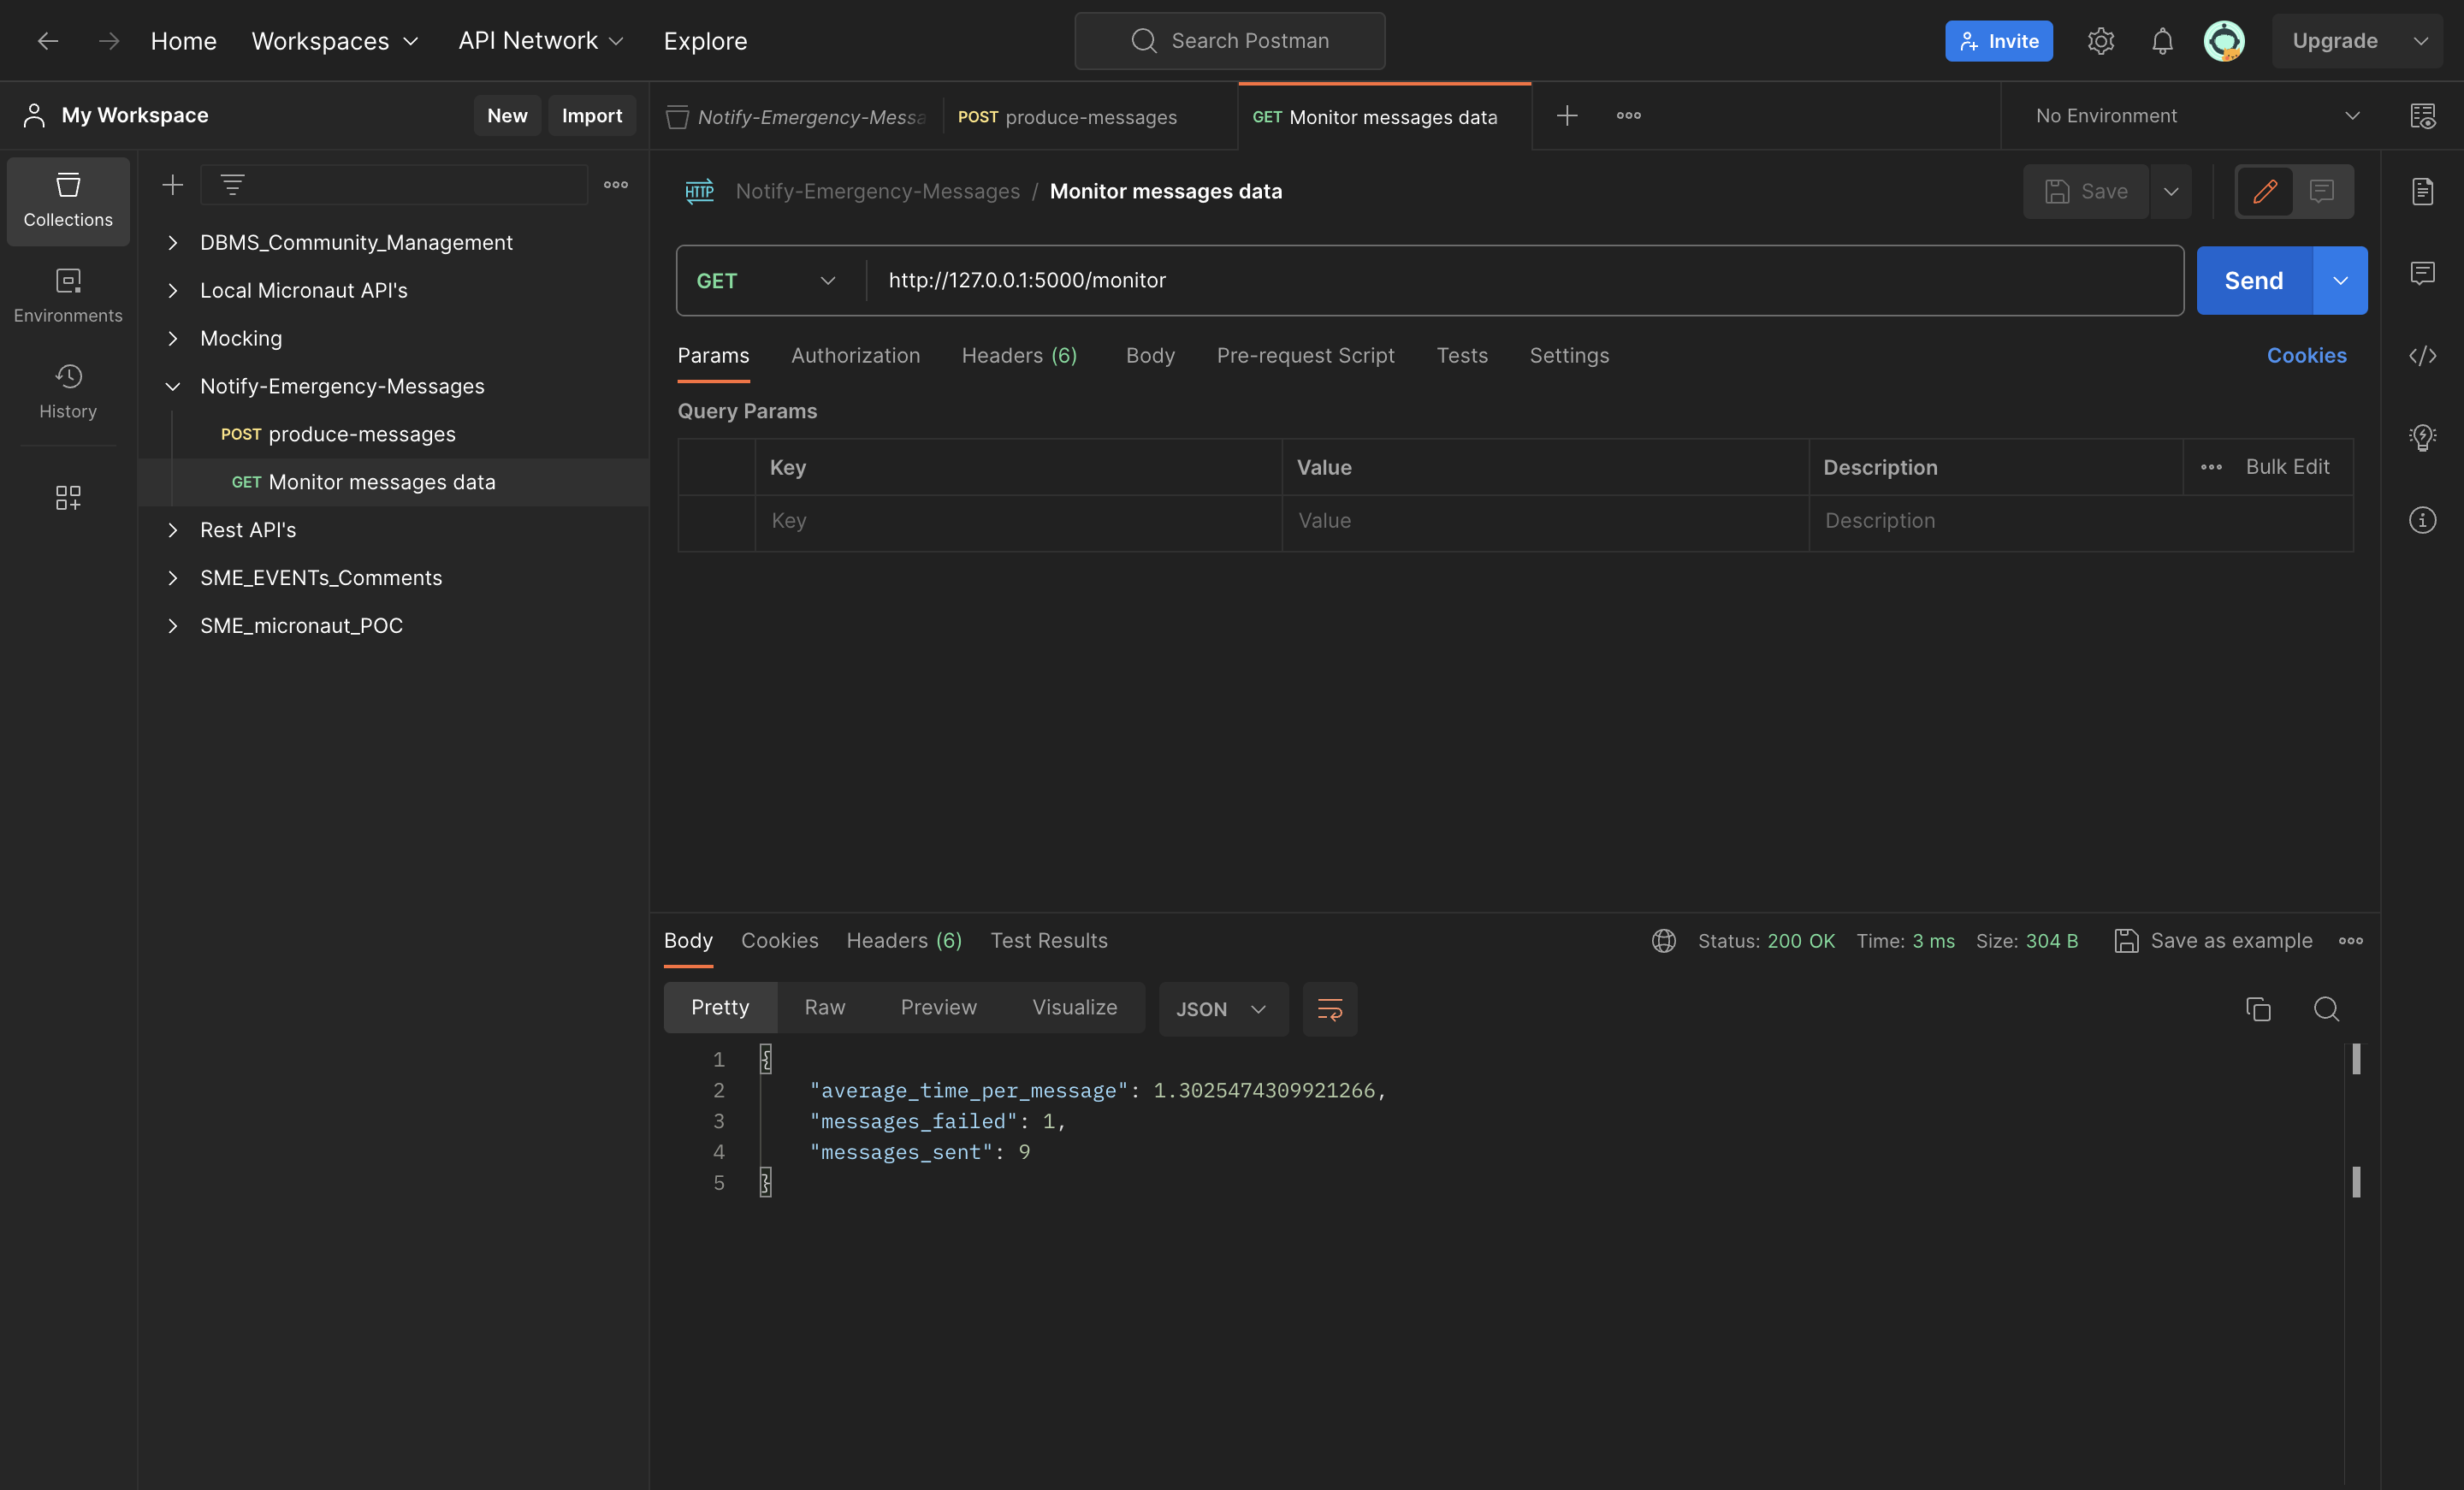 Home Workspaces API Network Explore Search Postman Invite Upgrade
My Workspace New Import
Notify-Emergency-Messa POST produce-messages GET Monitor messages data No Environment
Collections
Environments
History
DBMS_Community_Management
Local Micronaut API's
Mocking
Notify-Emergency-Messages
POST produce-messages
GET Monitor messages data
Rest API's
SME_EVENTs_Comments
SME_micronaut_POC
HTTP Notify-Emergency-Messages / Monitor messages data Save
GET http://127.0.0.1:5000/monitor Send
Params Authorization Headers (6) Body Pre-request Script Tests Settings Cookies
Query Params
Key Value Description Bulk Edit
Key Value Description
Body Cookies Headers (6) Test Results Status: 200 OK Time: 3 ms Size: 304 B Save as example
Pretty Raw Preview Visualize JSON
1 {
2 "average_time_per_message": 1.3025474309921266,
3 "messages_failed": 1,
4 "messages_sent": 9
5 }